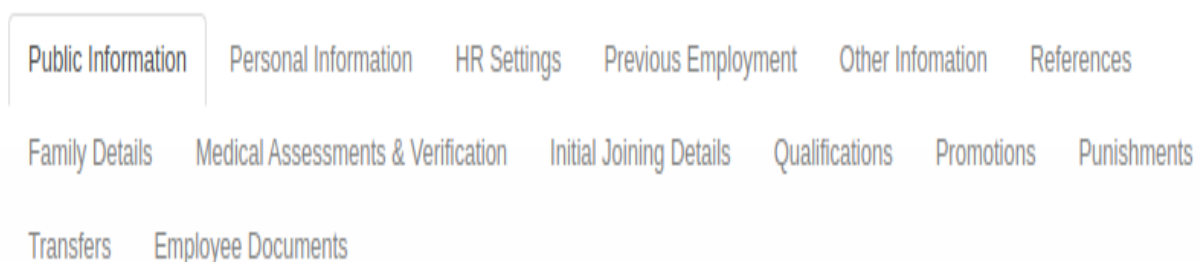 Public Information Personal Information HR Settings Previous Employment Other Infomation References
Family Details Medical Assessments & Verification Initial Joining Details Qualifications Promotions Punishments
Transfers Employee Documents